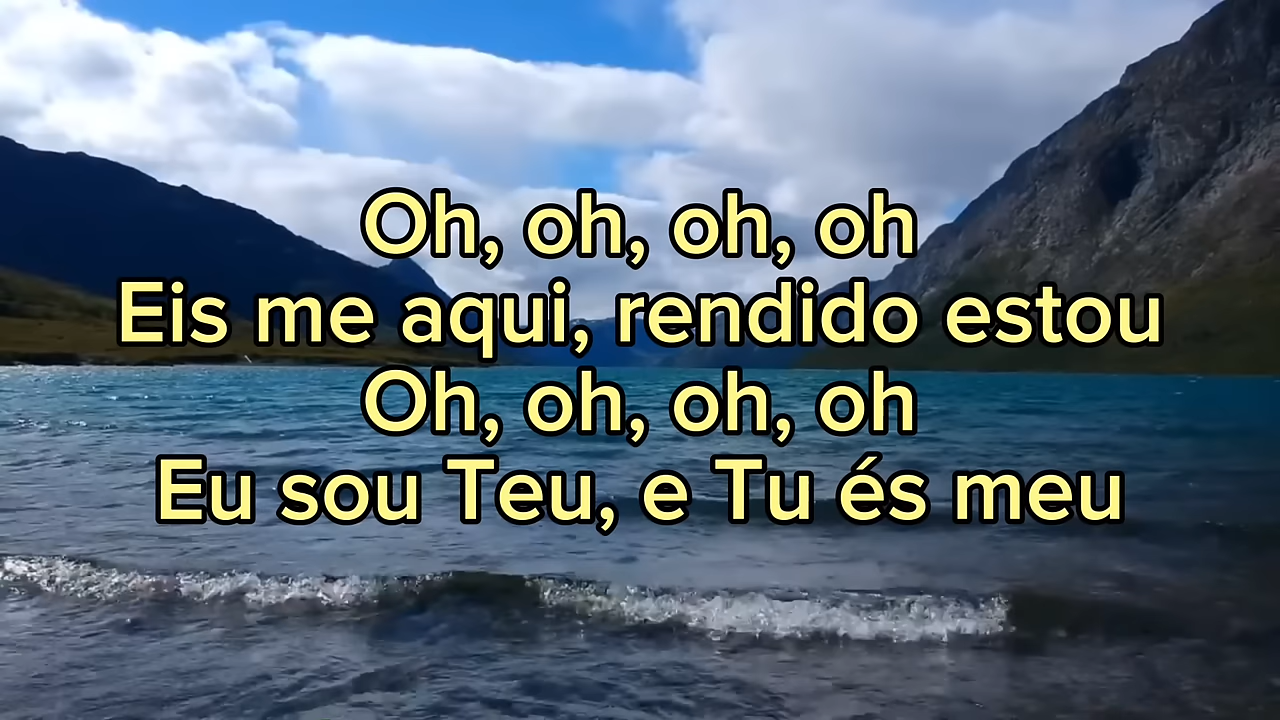 Oh, oh, oh, oh
Eis me aqui, rendido estou
Oh, oh, oh, oh
Eu sou Teu, e Tu és meu